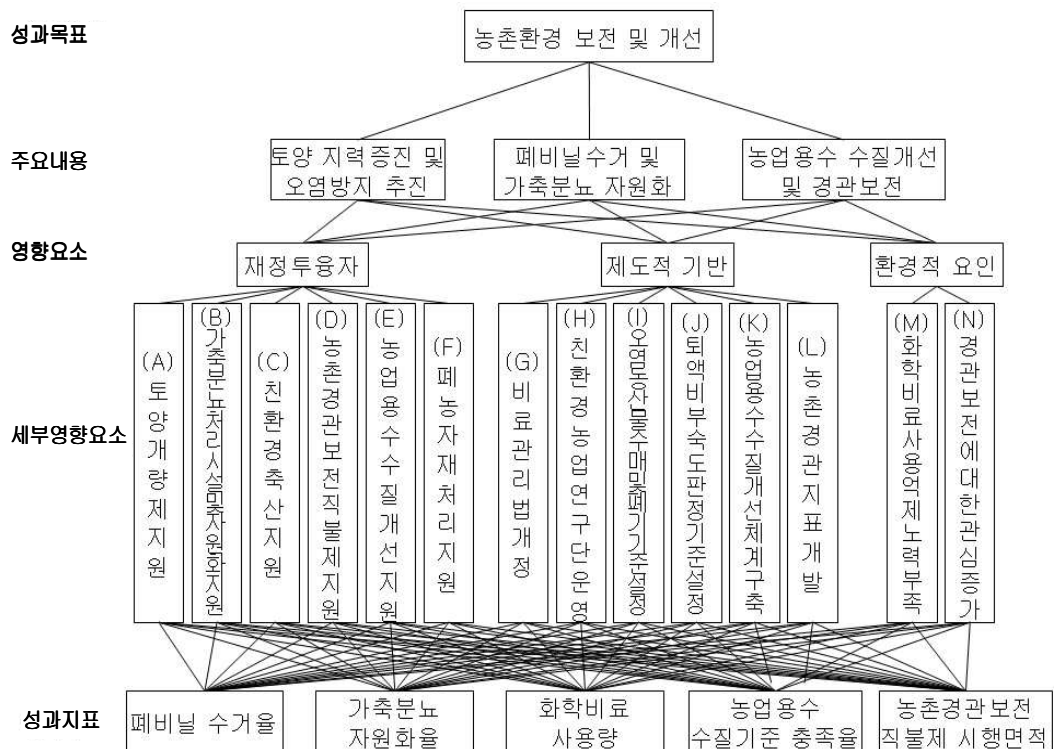 성과목표
농촌환경 보전 및 개선
주요내용
토양 지력증진 및
오염방지 추진
폐비닐수거 및
가축분뇨 자원화
농업용수 수질개선
및 경관보전
영향요소
재정투융자
제도적 기반
환경적 요인
세부영향요소
(A)토양개량제지원
(B)가축분뇨처리시설및자원화지원
(C)친환경축산지원
(D)농촌경관보전직불제지원
(E)농업용수수질개선지원
(F)폐농자재처리지원
(G)비료관리법개정
(H)친환경농업연구단운영
(I)오염농산물수매및폐기기준설정
(J)퇴액비부숙도판정기준설정
(K)농업용수수질개선체계구축
(L)농촌경관지표개발
(M)화학비료사용억제노력부족
(N)경관보전에대한관심증가
성과지표
폐비닐 수거율
가축분뇨
자원화율
화학비료
사용량
농업용수
수질기준 충족율
농촌경관보전
직불제 시행면적